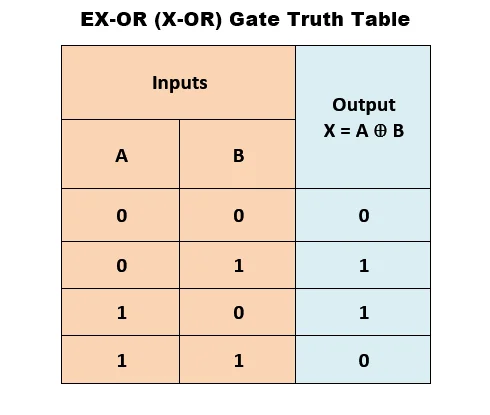 EX-OR (X-OR) Gate Truth Table
Inputs
Output
X = A ⊕ B
A B
0 0 0
0 1 1
1 0 1
1 1 0